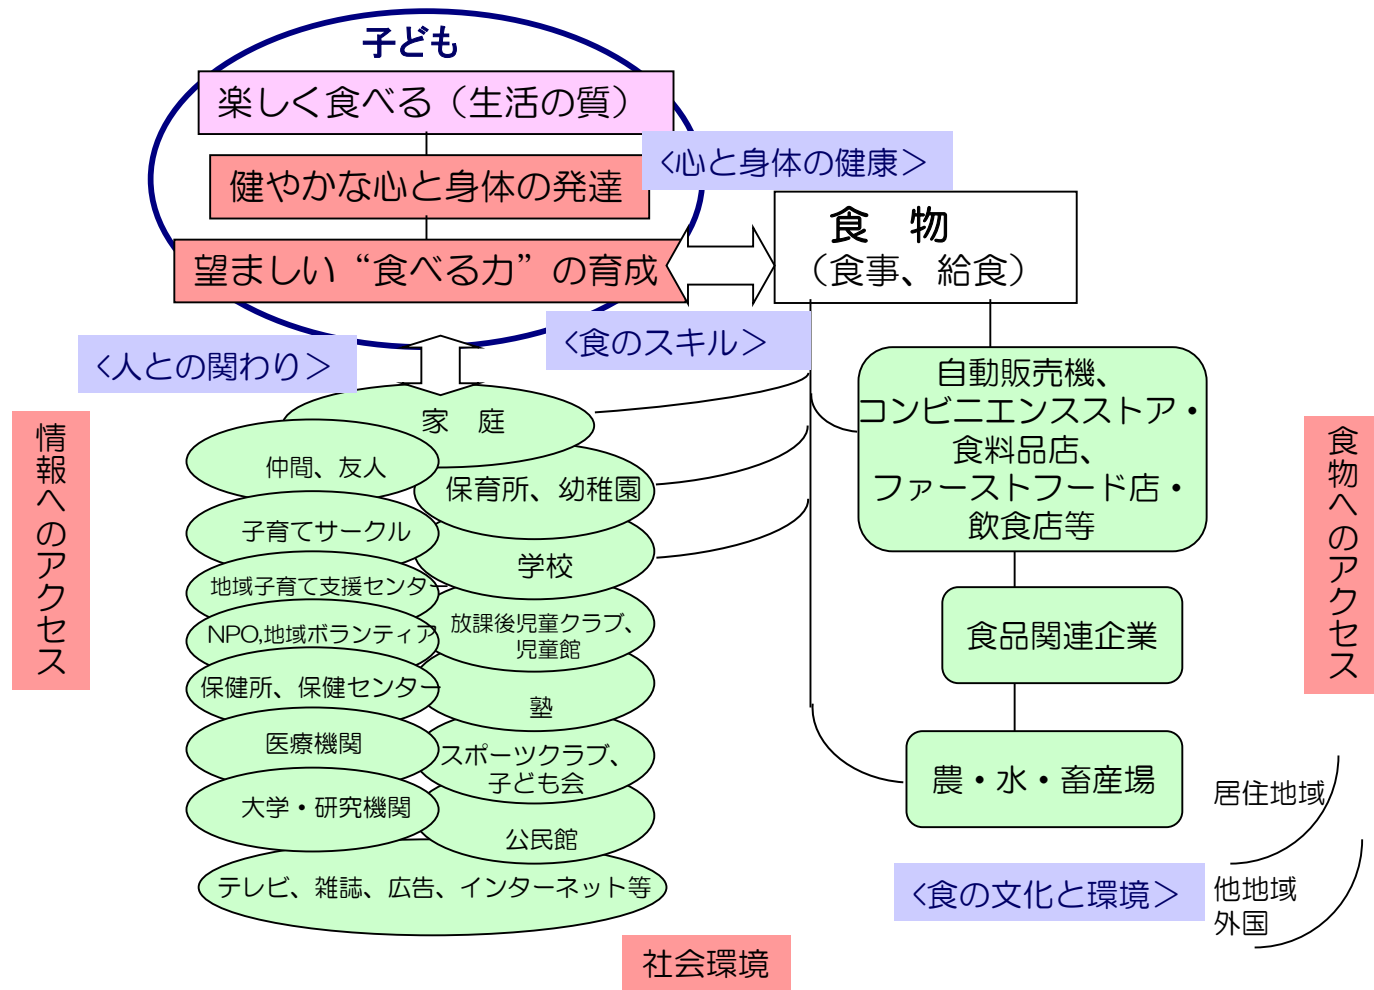 子ども
楽しく食べる（生活の質）
＜心と身体の健康＞
健やかな心と身体の発達
望ましい“食べる力”の育成
食　物
（食事、給食）
＜食のスキル＞
＜人との関わり＞
情報へのアクセス
家　庭
仲間、友人
保育所、幼稚園
子育てサークル
学校
地域子育て支援センター
放課後児童クラブ、
児童館
NPO,地域ボランティア
保健所、保健センター
塾
医療機関
スポーツクラブ、
子ども会
大学・研究機関
公民館
テレビ、雑誌、広告、インターネット等
自動販売機、
コンビニエンスストア・
食料品店、
ファーストフード店・
飲食店等
食品関連企業
農・水・畜産場
食物へのアクセス
居住地域
＜食の文化と環境＞
他地域
外国
社会環境